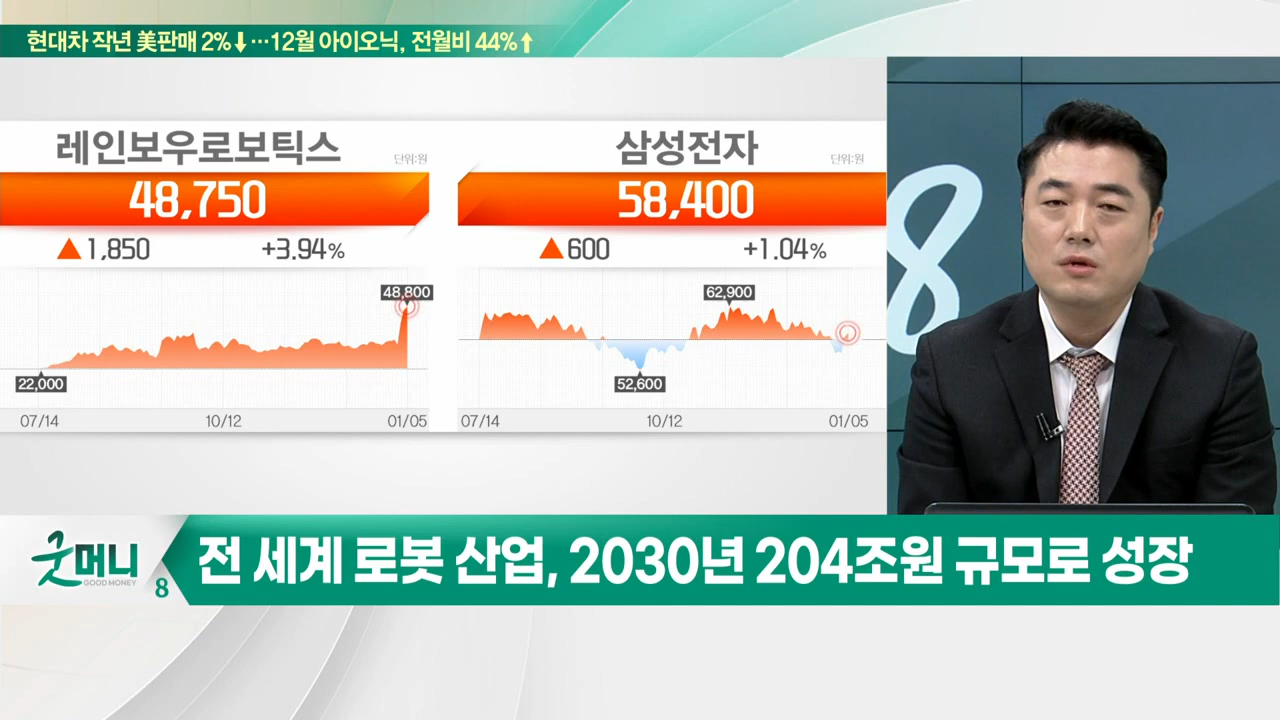 현대차 작년 美판매 2%⬇…12월 아이오닉, 전월비 44%⬆
레인보우로보틱스
단위:원
48,750
▲1,850 +3.94%
48,800
22,000
07/14 10/12 01/05
삼성전자
단위:원
58,400
▲600 +1.04%
62,900
52,600
07/14 10/12 01/05
8
굿머니
GOOD MONEY
8
전 세계 로봇 산업, 2030년 204조원 규모로 성장